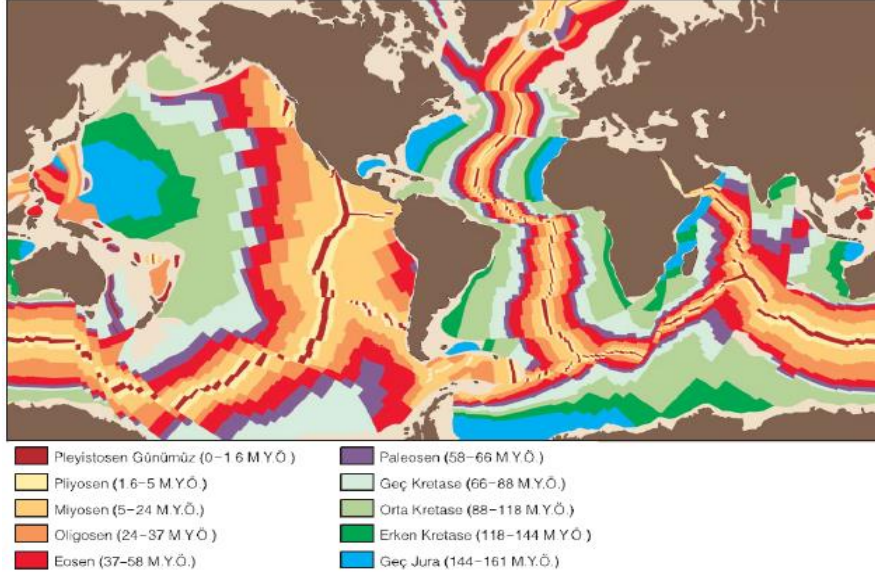 Pleyistosen Günümüz (0–1 6 M Y.Ö )
Pliyosen (1.6–5 M.Y.Ö.)
Miyosen (5–24 M.Y.Ö.)
Oligosen (24–37 M.Y Ö )
Eosen (37–58 M.Y.Ö.)
Paleosen (58–66 M.Y.Ö.)
Geç Kretase (66–88 M.Y.Ö.)
Orta Kretase (88–118 M.Y.Ö.)
Erken Kretase (118–144 M Y Ö )
Geç Jura (144–161 M.Y.Ö.)